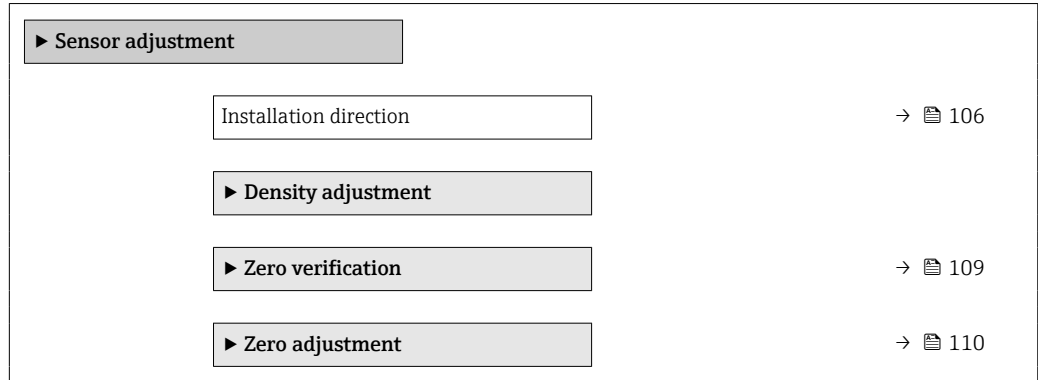 ▶ Sensor adjustment
Installation direction → 106
▶ Density adjustment
▶ Zero verification → 109
▶ Zero adjustment → 110